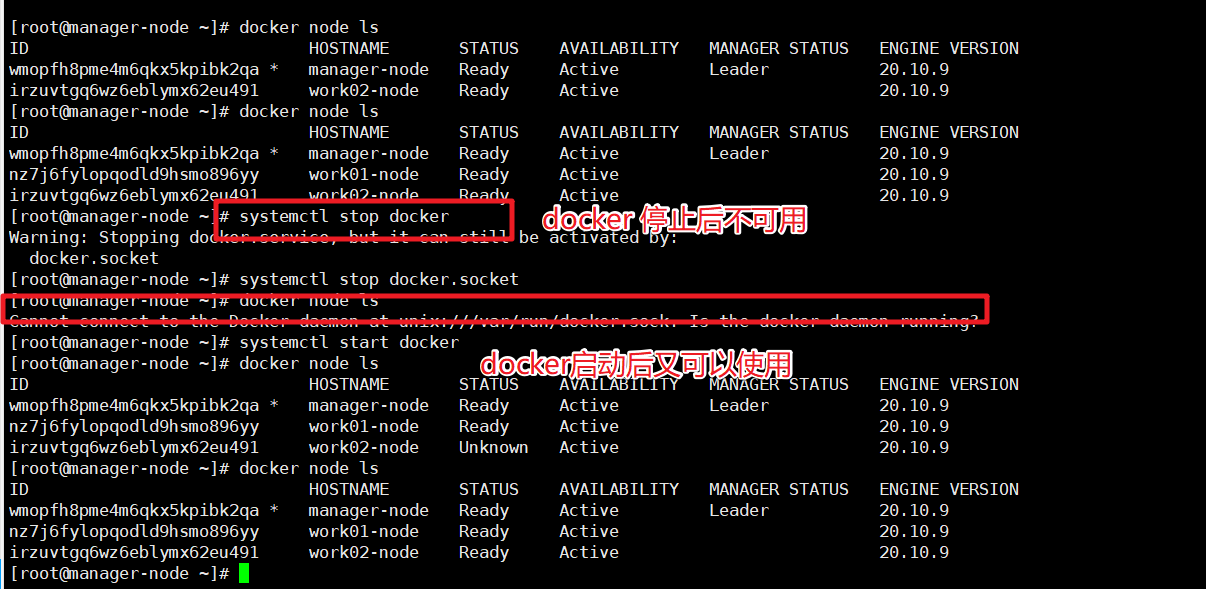 [root@manager-node ~]# docker node ls
ID HOSTNAME STATUS AVAILABILITY MANAGER STATUS ENGINE VERSION
wmopfh8pme4m6qkx5kpibk2qa * manager-node Ready Active Leader 20.10.9
irzuvtgq6wz6eblymx62eu491 work02-node Ready Active 20.10.9
[root@manager-node ~]# docker node ls
ID HOSTNAME STATUS AVAILABILITY MANAGER STATUS ENGINE VERSION
wmopfh8pme4m6qkx5kpibk2qa * manager-node Ready Active Leader 20.10.9
nz7j6fylopqodld9hsmo896yy work01-node Ready Active 20.10.9
irzuvtgq6wz6eblymx62eu491 work02-node Ready Active 20.10.9
[root@manager-node ~]# systemctl stop docker
docker 停止后不可用
Warning: Stopping docker.service, but it can still be activated by:
docker.socket
[root@manager-node ~]# systemctl stop docker.socket
[root@manager-node ~]# docker node ls
Cannot connect to the Docker daemon at unix:///var/run/docker.sock. Is the docker daemon running?
[root@manager-node ~]# systemctl start docker
[root@manager-node ~]# docker node ls
docker启动后又可以使用
ID HOSTNAME STATUS AVAILABILITY MANAGER STATUS ENGINE VERSION
wmopfh8pme4m6qkx5kpibk2qa * manager-node Ready Active Leader 20.10.9
nz7j6fylopqodld9hsmo896yy work01-node Ready Active 20.10.9
irzuvtgq6wz6eblymx62eu491 work02-node Unknown Active 20.10.9
[root@manager-node ~]# docker node ls
ID HOSTNAME STATUS AVAILABILITY MANAGER STATUS ENGINE VERSION
wmopfh8pme4m6qkx5kpibk2qa * manager-node Ready Active Leader 20.10.9
nz7j6fylopqodld9hsmo896yy work01-node Ready Active 20.10.9
irzuvtgq6wz6eblymx62eu491 work02-node Ready Active 20.10.9
[root@manager-node ~]#